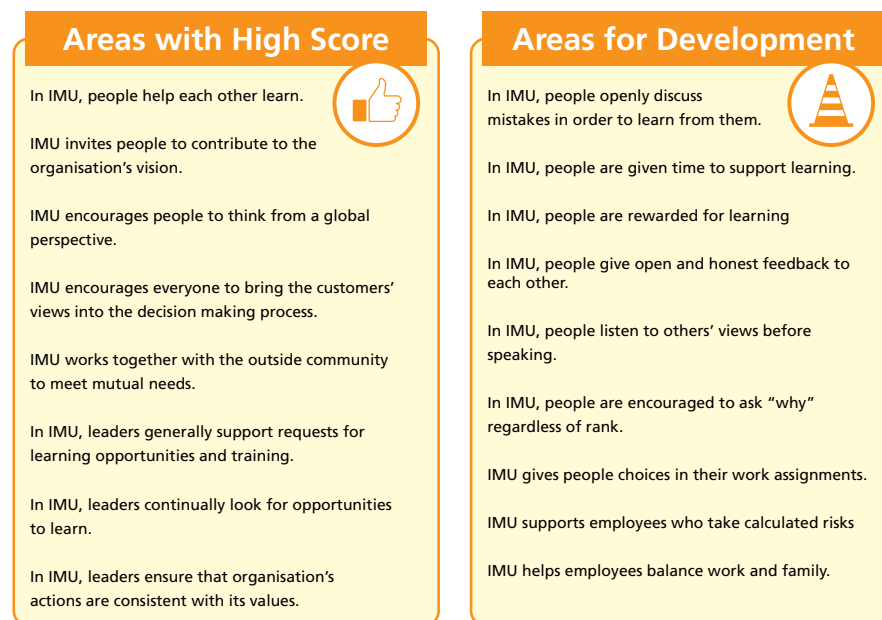 Areas with High Score
In IMU, people help each other learn.
IMU invites people to contribute to the
organisation's vision.
IMU encourages people to think from a global
perspective.
IMU encourages everyone to bring the customers'
views into the decision making process.
IMU works together with the outside community
to meet mutual needs.
In IMU, leaders generally support requests for
learning opportunities and training.
In IMU, leaders continually look for opportunities
to learn.
In IMU, leaders ensure that organisation's
actions are consistent with its values.
Areas for Development
In IMU, people openly discuss
mistakes in order to learn from them.
In IMU, people are given time to support learning.
In IMU, people are rewarded for learning
In IMU, people give open and honest feedback to
each other.
In IMU, people listen to others' views before
speaking.
In IMU, people are encouraged to ask “why”
regardless of rank.
IMU gives people choices in their work assignments.
IMU supports employees who take calculated risks
IMU helps employees balance work and family.